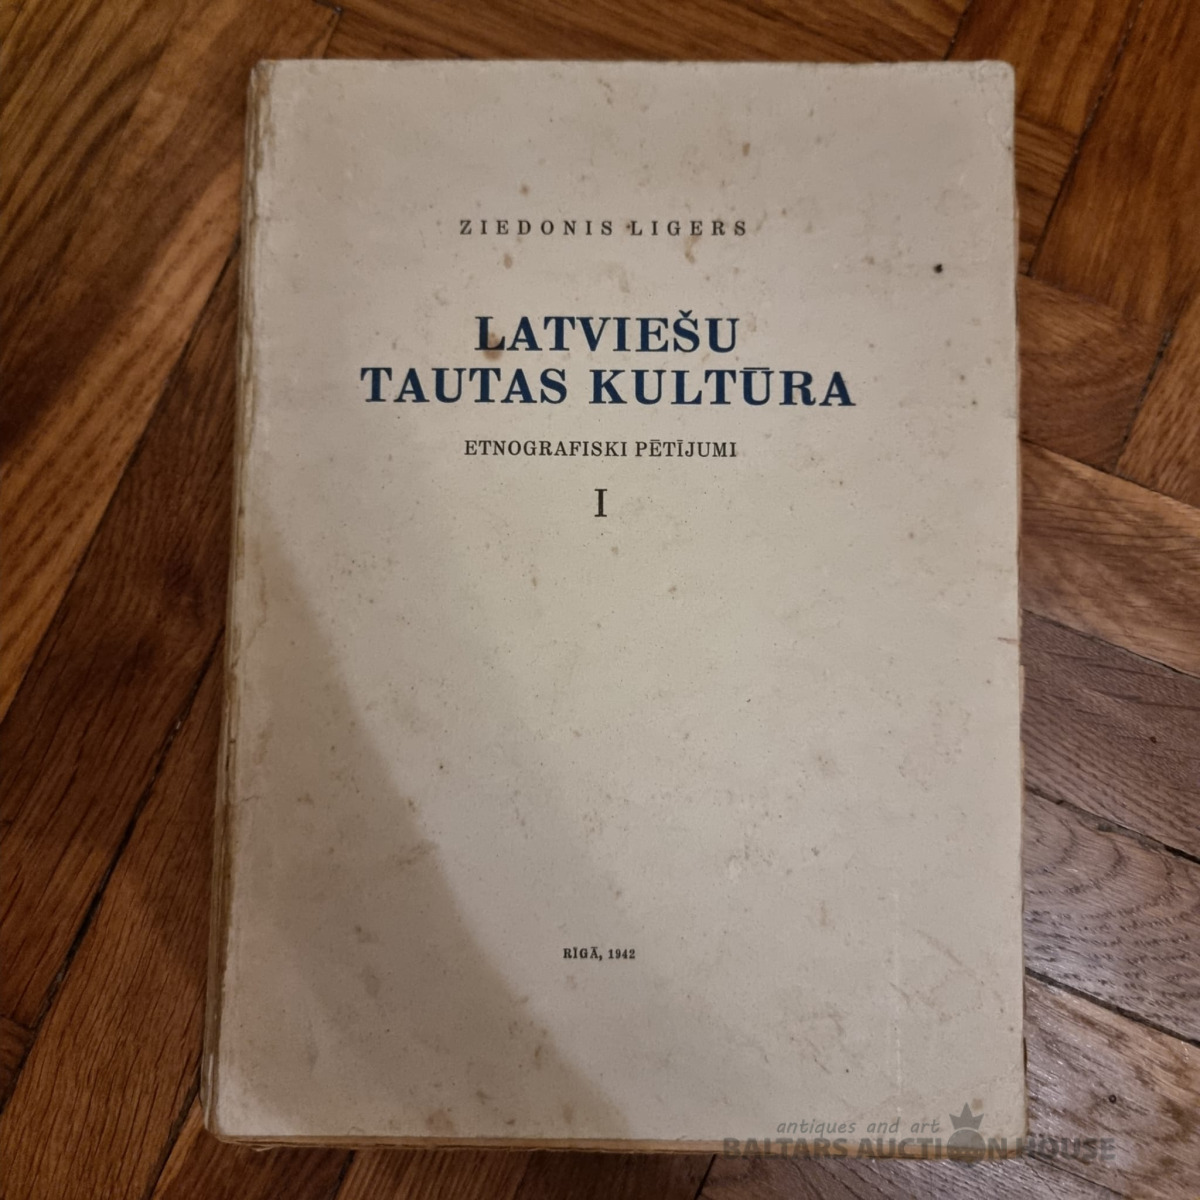 ZIEDONIS LIGERS
LATVIEŠU
TAUTAS KULTŪRA
ETNOGRAFISKI PĒTĪJUMI
I
RĪGĀ, 1942
antiques and art
BALTARS AUCTION HOUSE